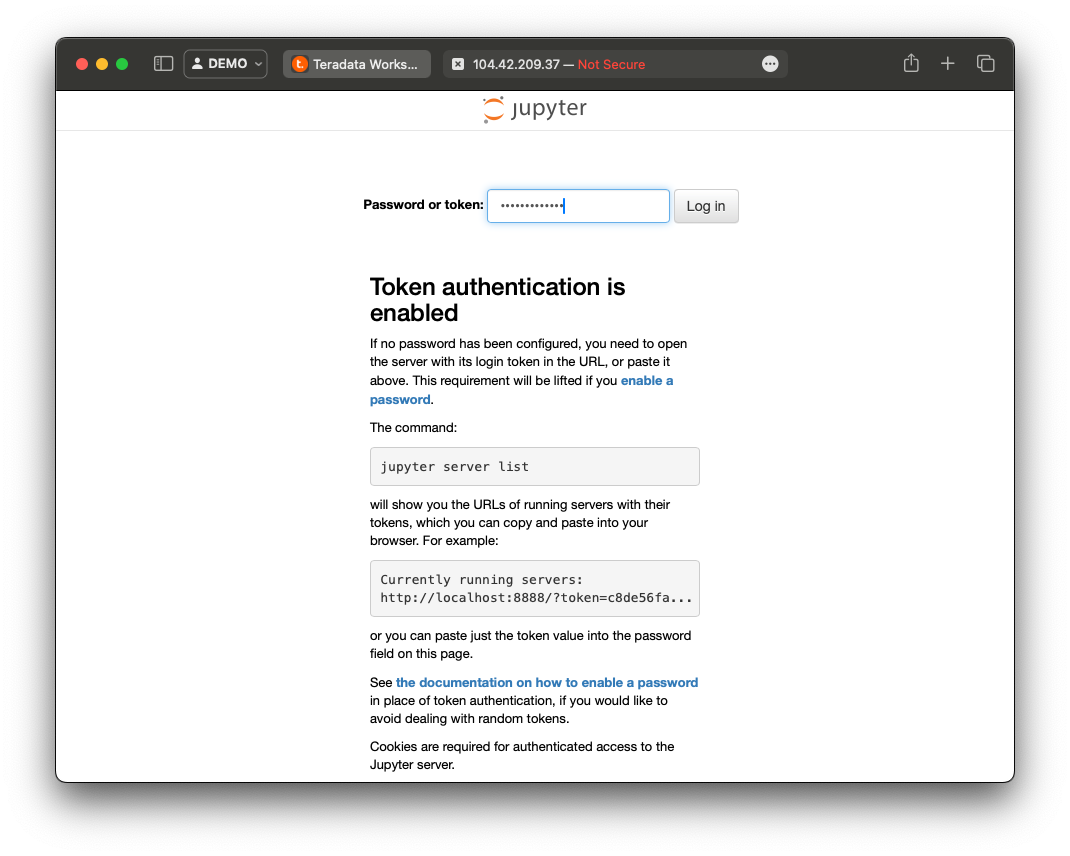 DEMO
t. Teradata Works...
104.42.209.37 — Not Secure
jupyter
Password or token: ••••••••••••• Log in
Token authentication is
enabled
If no password has been configured, you need to open
the server with its login token in the URL, or paste it
above. This requirement will be lifted if you enable a
password.
The command:
jupyter server list
will show you the URLs of running servers with their
tokens, which you can copy and paste into your
browser. For example:
Currently running servers:
http://localhost:8888/?token=c8de56fa...
or you can paste just the token value into the password
field on this page.
See the documentation on how to enable a password
in place of token authentication, if you would like to
avoid dealing with random tokens.
Cookies are required for authenticated access to the
Jupyter server.